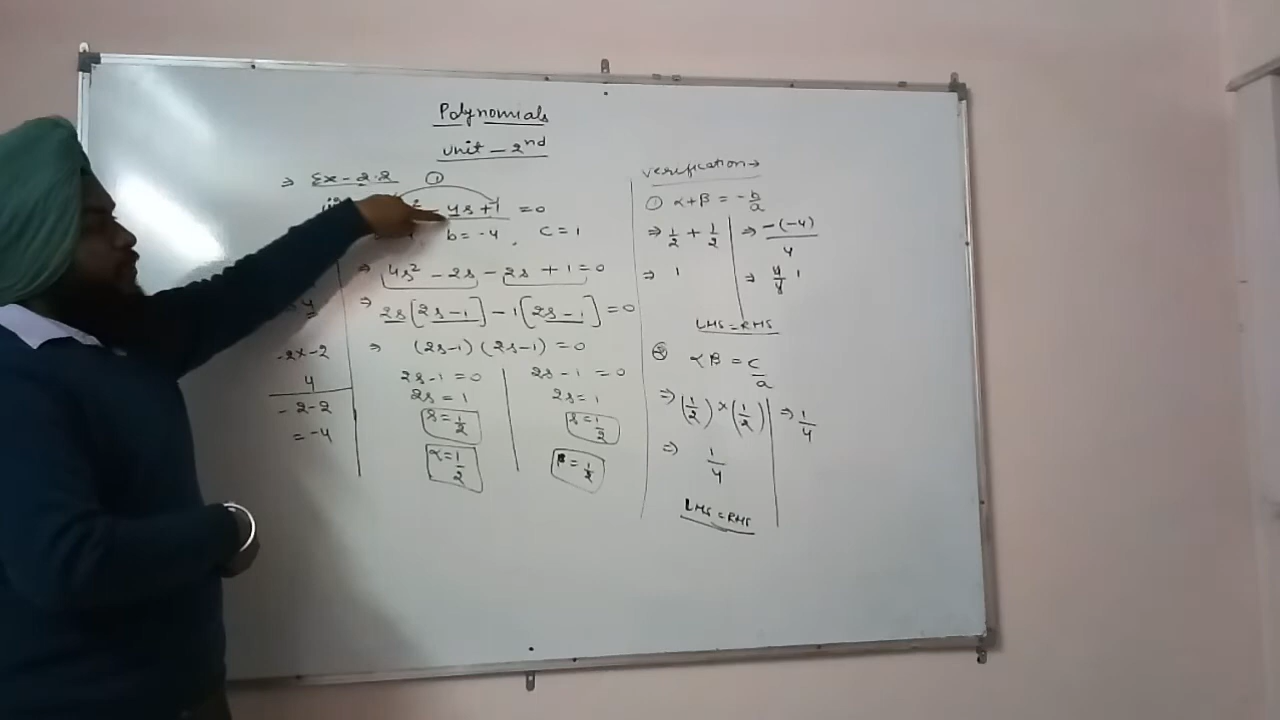 Polynomials
Unit – 2nd
⇒ Ex – 2.2 ①
– 4s + 1 = 0
b = -4 , c = 1
⇒ 4s² – 2s – 2s + 1 = 0
⇒ 2s [2s – 1] – 1 [2s – 1] = 0
⇒ (2s-1) (2s-1) = 0
2s-1 = 0
2s = 1
s = 1/2
α = 1/2
2s-1 = 0
2s = 1
s = 1/2
β = 1/2
-2x-2
4
-2-2
= -4
verification →
① α+β = -b/a
⇒ 1/2 + 1/2
⇒ 1
⇒ -(-4)/4
⇒ 4/4 1
LHS = RHS
② αβ = c/a
⇒ (1/2) × (1/2)
⇒ 1/4
⇒ 1/4
LHS = RHS